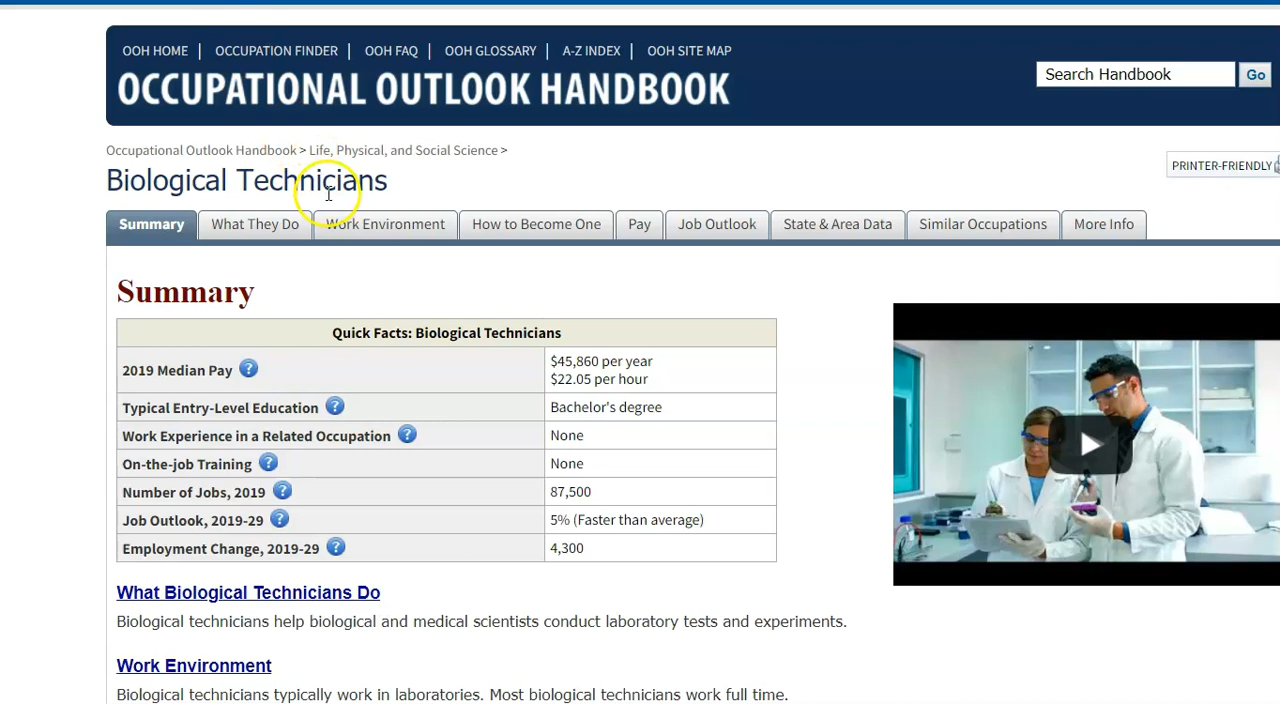 OOH HOME | OCCUPATION FINDER | OOH FAQ | OOH GLOSSARY | A-Z INDEX | OOH SITE MAP
OCCUPATIONAL OUTLOOK HANDBOOK
Search Handbook Go
Occupational Outlook Handbook > Life, Physical, and Social Science >
Biological Technicians
PRINTER-FRIENDLY
Summary What They Do Work Environment How to Become One Pay Job Outlook State & Area Data Similar Occupations More Info
Summary
Quick Facts: Biological Technicians
2019 Median Pay ? $45,860 per year
$22.05 per hour
Typical Entry-Level Education ? Bachelor's degree
Work Experience in a Related Occupation ? None
On-the-job Training ? None
Number of Jobs, 2019 ? 87,500
Job Outlook, 2019-29 ? 5% (Faster than average)
Employment Change, 2019-29 ? 4,300
What Biological Technicians Do
Biological technicians help biological and medical scientists conduct laboratory tests and experiments.
Work Environment
Biological technicians typically work in laboratories. Most biological technicians work full time.